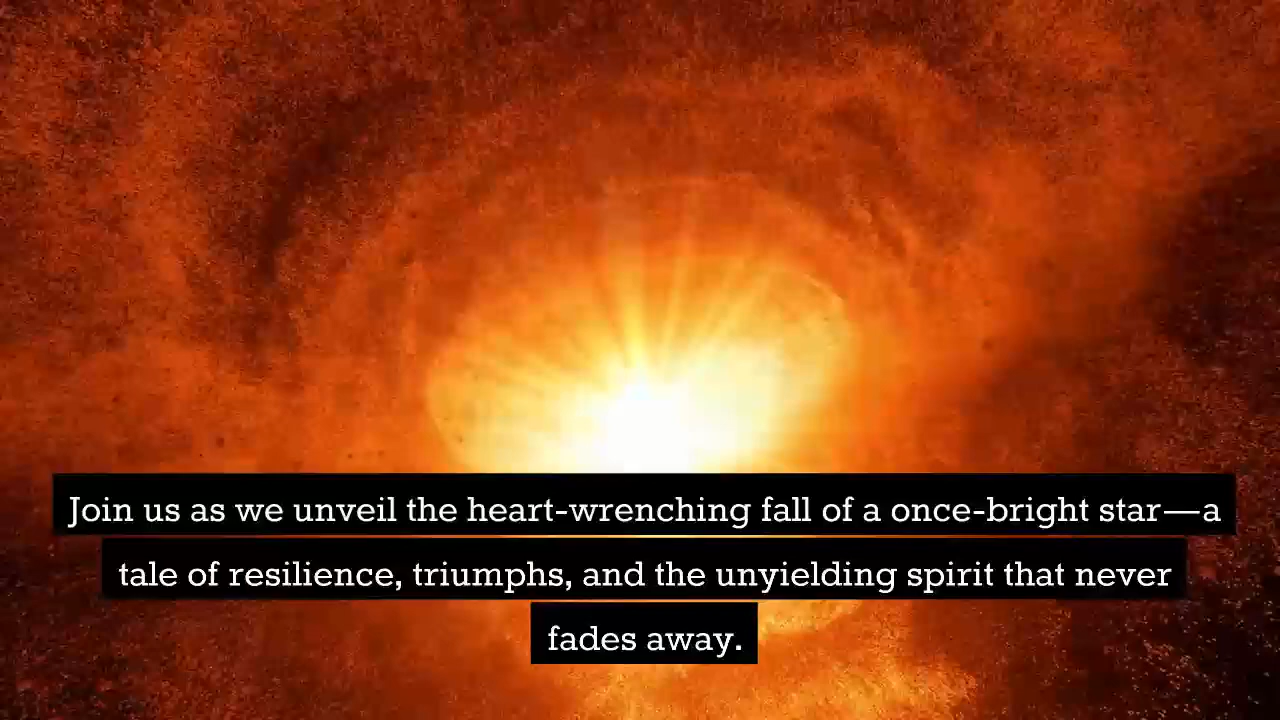 Join us as we unveil the heart-wrenching fall of a once-bright star—a
tale of resilience, triumphs, and the unyielding spirit that never
fades away.